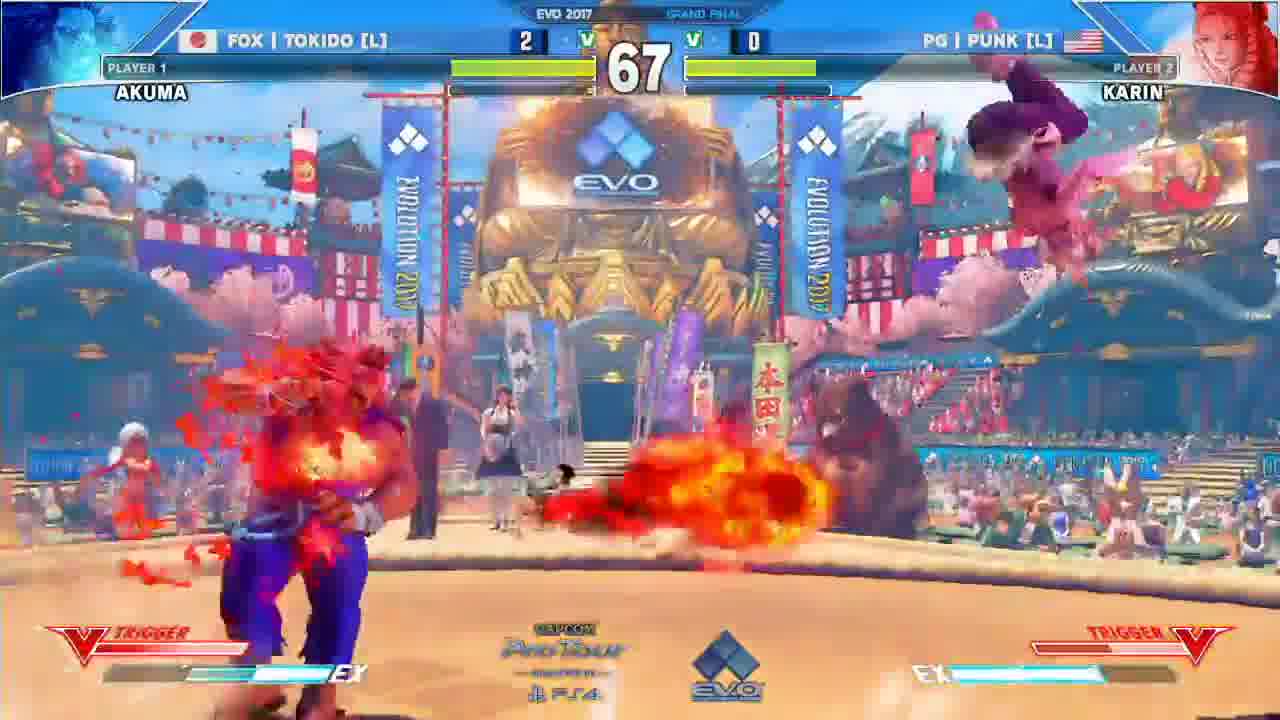 EVO 2017 GRAND FINAL
FOX | TOKIDO [L] 2 V 67 V 0 PG | PUNK [L]
PLAYER 1 PLAYER 2
AKUMA KARIN
EVO
EVOLUTION 2017
EVOLUTION 2017
本田
V TRIGGER TRIGGER V
EX EX
CAPCOM
Pro Tour
PS4
EVO